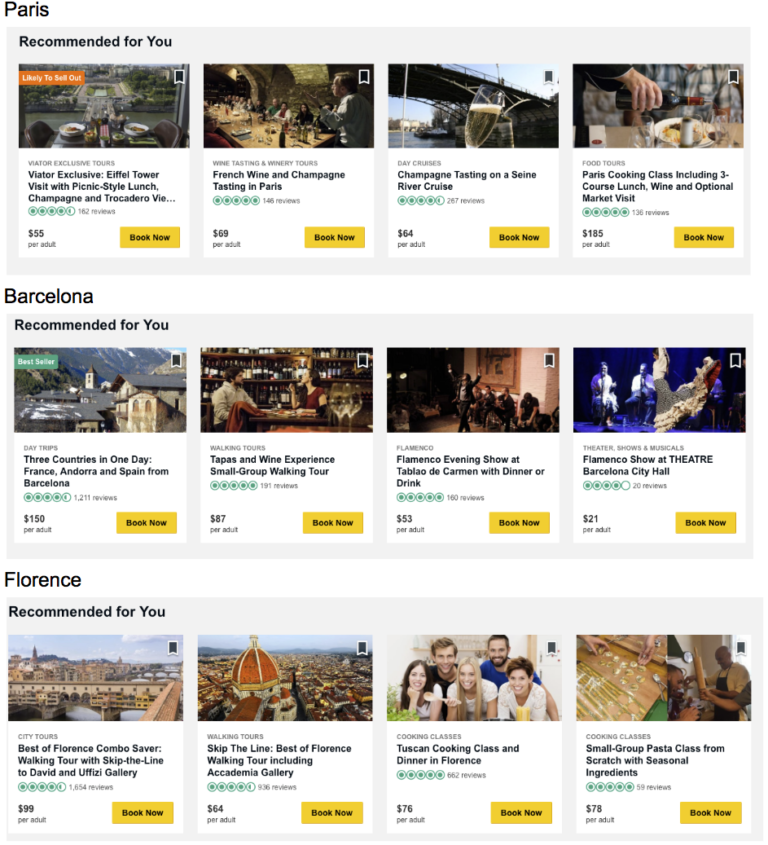 Paris
Recommended for You
Likely To Sell Out
VIATOR EXCLUSIVE TOURS
Viator Exclusive: Eiffel Tower
Visit with Picnic-Style Lunch,
Champagne and Trocadero Vie...
162 reviews
$55
per adult
Book Now
WINE TASTING & WINERY TOURS
French Wine and Champagne
Tasting in Paris
146 reviews
$69
per adult
Book Now
DAY CRUISES
Champagne Tasting on a Seine
River Cruise
267 reviews
$64
per adult
Book Now
FOOD TOURS
Paris Cooking Class Including 3-
Course Lunch, Wine and Optional
Market Visit
136 reviews
$185
per adult
Book Now
Barcelona
Recommended for You
Best Seller
DAY TRIPS
Three Countries in One Day:
France, Andorra and Spain from
Barcelona
1,211 reviews
$150
per adult
Book Now
WALKING TOURS
Tapas and Wine Experience
Small-Group Walking Tour
191 reviews
$87
per adult
Book Now
FLAMENCO
Flamenco Evening Show at
Tablao de Carmen with Dinner or
Drink
160 reviews
$53
per adult
Book Now
THEATER, SHOWS & MUSICALS
Flamenco Show at THEATRE
Barcelona City Hall
20 reviews
$21
per adult
Book Now
Florence
Recommended for You
CITY TOURS
Best of Florence Combo Saver:
Walking Tour with Skip-the-Line
to David and Uffizi Gallery
1,654 reviews
$99
per adult
Book Now
WALKING TOURS
Skip The Line: Best of Florence
Walking Tour including
Accademia Gallery
936 reviews
$64
per adult
Book Now
COOKING CLASSES
Tuscan Cooking Class and
Dinner in Florence
662 reviews
$76
per adult
Book Now
COOKING CLASSES
Small-Group Pasta Class from
Scratch with Seasonal
Ingredients
59 reviews
$78
per adult
Book Now